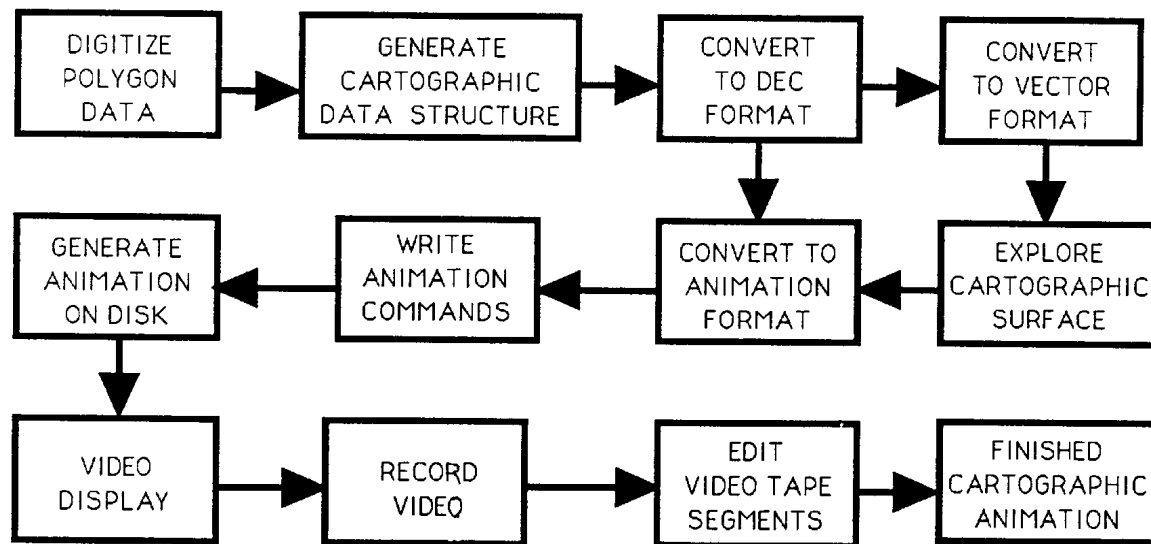 DIGITIZE
POLYGON
DATA
GENERATE
CARTOGRAPHIC
DATA STRUCTURE
CONVERT
TO DEC
FORMAT
CONVERT
TO VECTOR
FORMAT
GENERATE
ANIMATION
ON DISK
WRITE
ANIMATION
COMMANDS
CONVERT TO
ANIMATION
FORMAT
EXPLORE
CARTOGRAPHIC
SURFACE
VIDEO
DISPLAY
RECORD
VIDEO
EDIT
VIDEO TAPE
SEGMENTS
FINISHED
CARTOGRAPHIC
ANIMATION